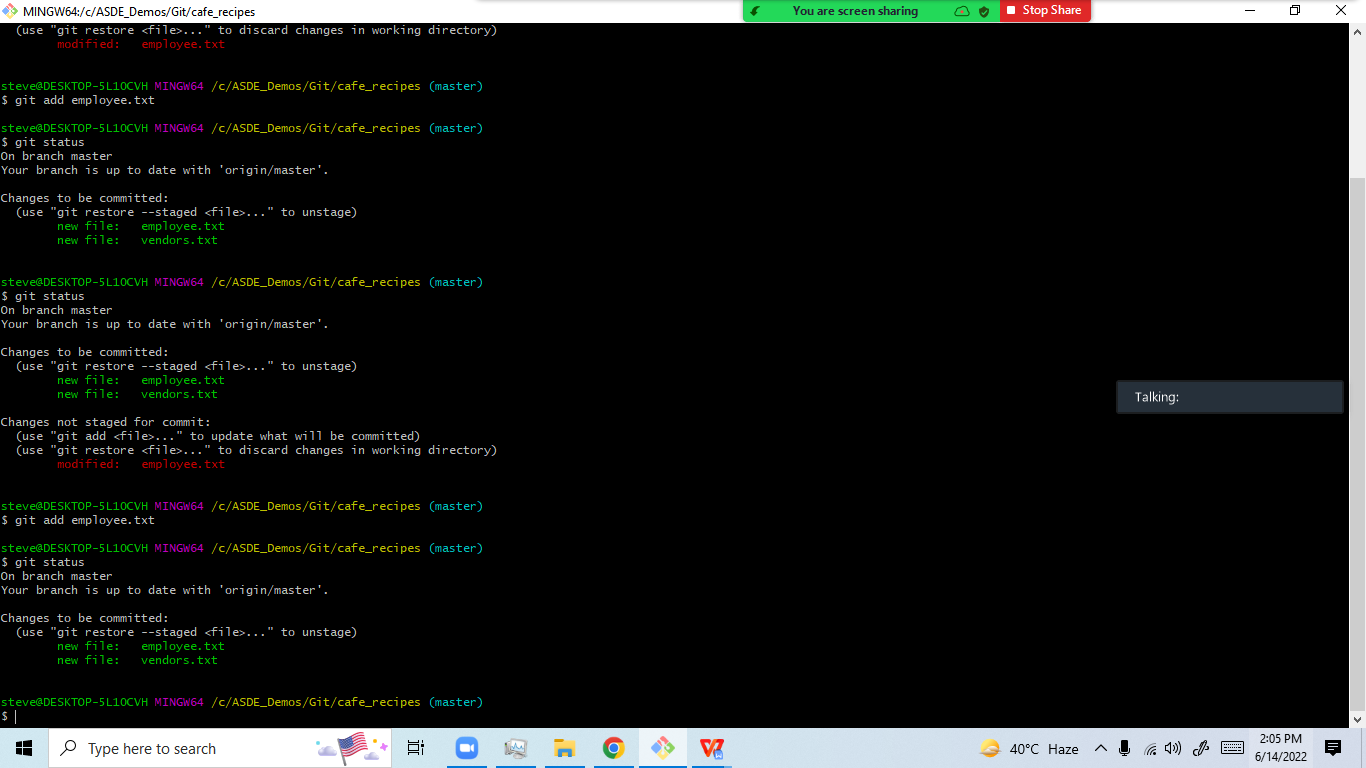 MINGW64:/c/ASDE_Demos/Git/cafe_recipes
You are screen sharing
Stop Share
(use "git restore <file>..." to discard changes in working directory)
modified: employee.txt
steve@DESKTOP-5L1OCVH MINGW64 /c/ASDE_Demos/Git/cafe_recipes (master)
$ git add employee.txt
steve@DESKTOP-5L1OCVH MINGW64 /c/ASDE_Demos/Git/cafe_recipes (master)
$ git status
On branch master
Your branch is up to date with 'origin/master'.
Changes to be committed:
(use "git restore --staged <file>..." to unstage)
new file: employee.txt
new file: vendors.txt
steve@DESKTOP-5L1OCVH MINGW64 /c/ASDE_Demos/Git/cafe_recipes (master)
$ git status
On branch master
Your branch is up to date with 'origin/master'.
Changes to be committed:
(use "git restore --staged <file>..." to unstage)
new file: employee.txt
new file: vendors.txt
Talking:
Changes not staged for commit:
(use "git add <file>..." to update what will be committed)
(use "git restore <file>..." to discard changes in working directory)
modified: employee.txt
steve@DESKTOP-5L1OCVH MINGW64 /c/ASDE_Demos/Git/cafe_recipes (master)
$ git add employee.txt
steve@DESKTOP-5L1OCVH MINGW64 /c/ASDE_Demos/Git/cafe_recipes (master)
$ git status
On branch master
Your branch is up to date with 'origin/master'.
Changes to be committed:
(use "git restore --staged <file>..." to unstage)
new file: employee.txt
new file: vendors.txt
steve@DESKTOP-5L1OCVH MINGW64 /c/ASDE_Demos/Git/cafe_recipes (master)
$
Type here to search
40°C Haze
2:05 PM
6/14/2022